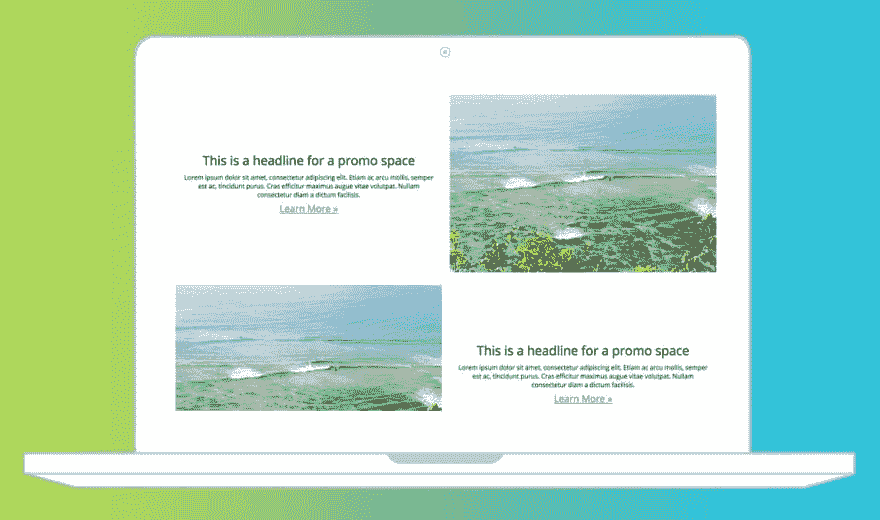 This is a headline for a promo space
Lorem ipsum dolor sit amet, consectetur adipiscing elit. Etiam ac arcu mollis, semper
est ac, tincidunt purus. Cras efficitur maximus augue vitae volutpat. Nullam
consectetur diam a dictum facilisis.
Learn More »
This is a headline for a promo space
Lorem ipsum dolor sit amet, consectetur adipiscing elit. Etiam ac arcu mollis, semper
est ac, tincidunt purus. Cras efficitur maximus augue vitae volutpat. Nullam
consectetur diam a dictum facilisis.
Learn More »